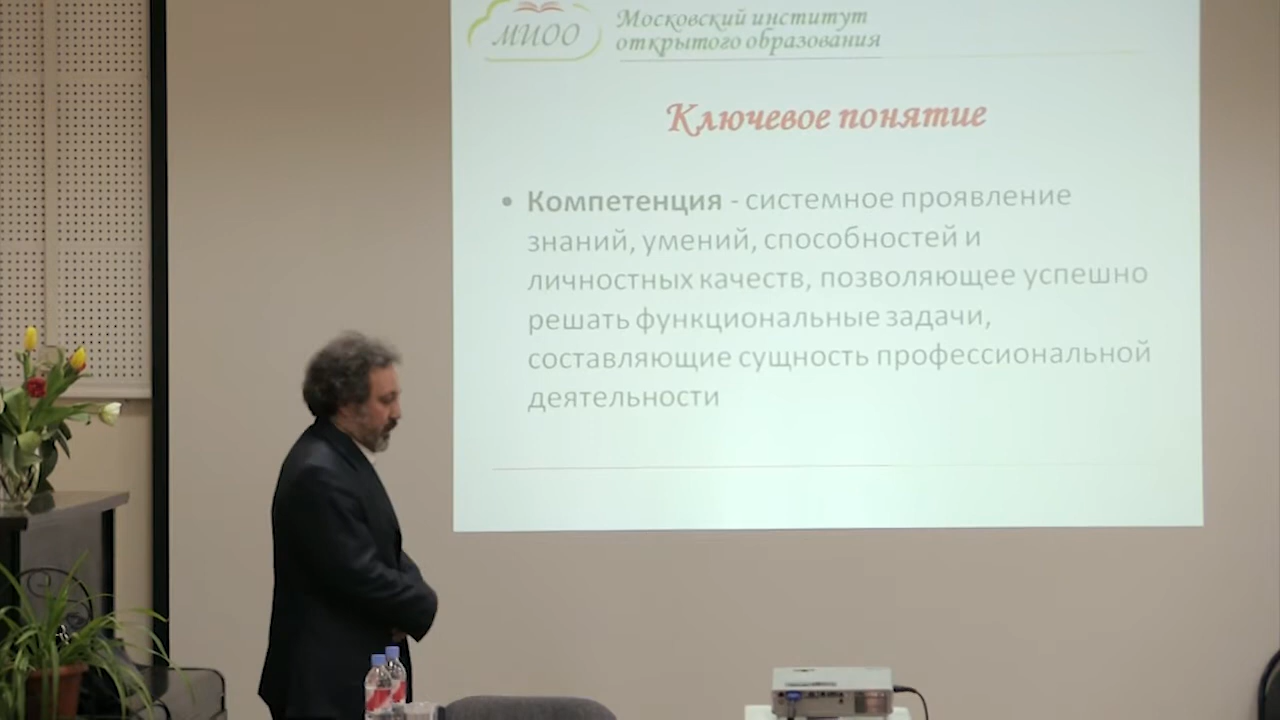 МИОО
Московский институт
открытого образования
Ключевое понятие
• Компетенция - системное проявление
знаний, умений, способностей и
личностных качеств, позволяющее успешно
решать функциональные задачи,
составляющие сущность профессиональной
деятельности